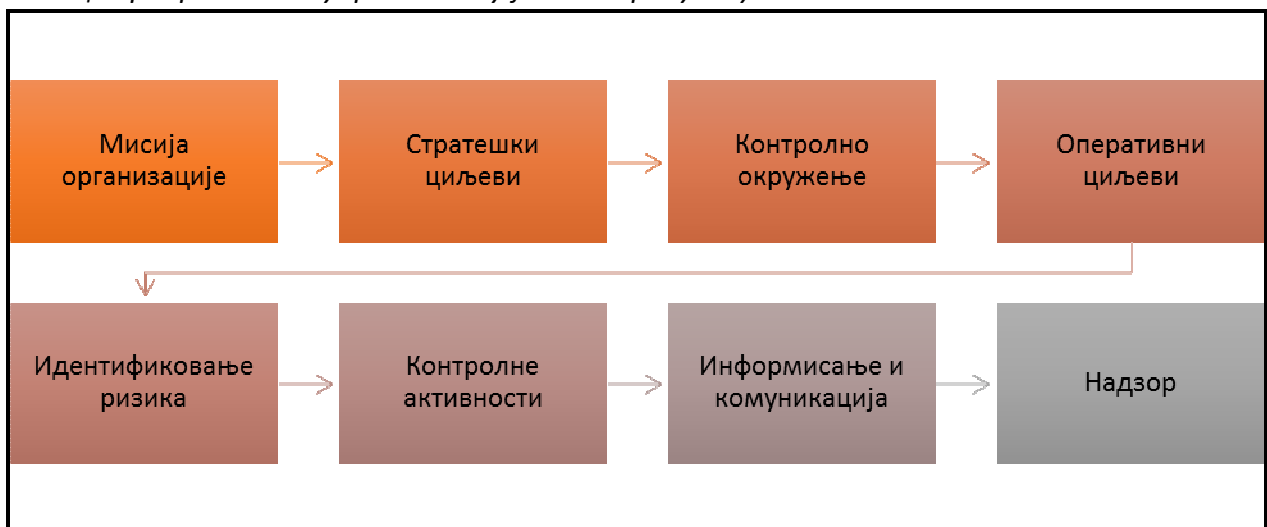 Мисија
организације
Стратешки
циљеви
Контролно
окружење
Оперативни
циљеви
Идентификовање
ризика
Контролне
активности
Информисање и
комуникација
Надзор